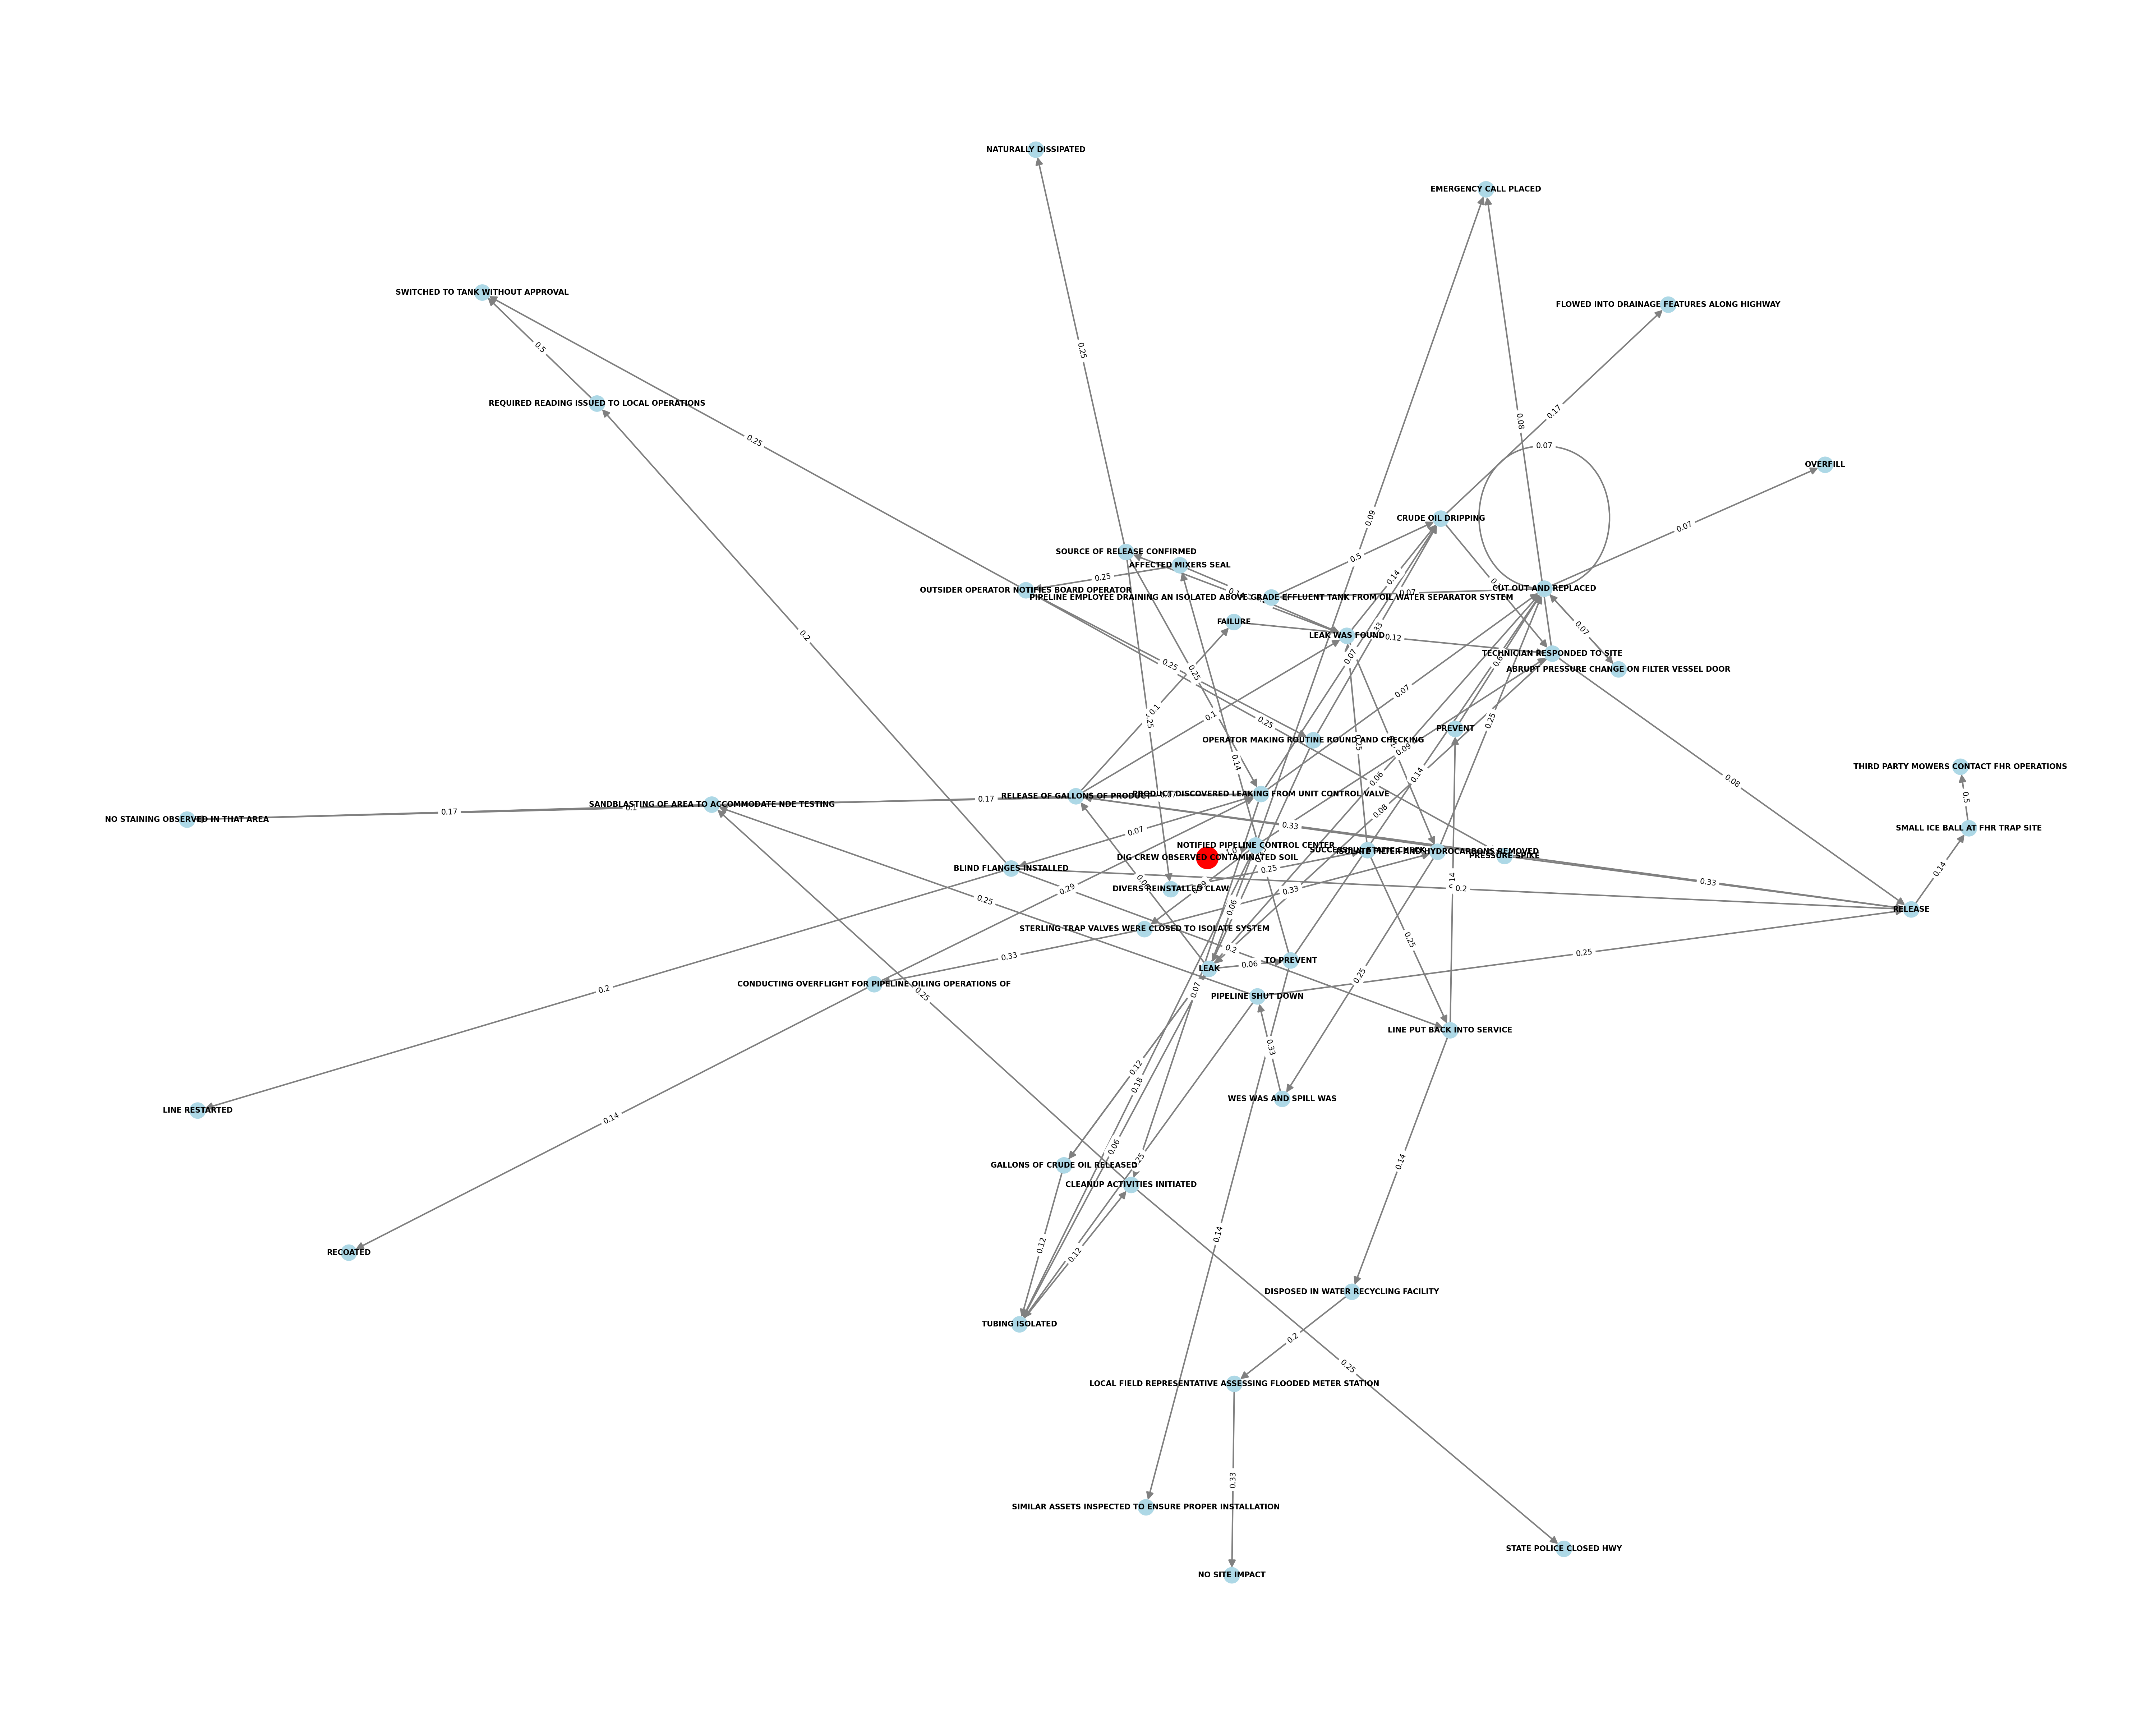 NATURALLY DISSIPATED
EMERGENCY CALL PLACED
SWITCHED TO TANK WITHOUT APPROVAL
FLOWED INTO DRAINAGE FEATURES ALONG HIGHWAY
0.25
0.5
REQUIRED READING ISSUED TO LOCAL OPERATIONS
0.17
0.08
0.25
0.07
OVERFILL
0.09
CRUDE OIL DRIPPING
0.07
SOURCE OF RELEASE CONFIRMED
0.5
AFFECTED MIXERS SEAL
0.25
0.14
OUTSIDER OPERATOR NOTIFIES BOARD OPERATOR
CUT OUT AND REPLACED
0.07
PIPELINE EMPLOYEE DRAINING AN ISOLATED ABOVE GRADE EFFLUENT TANK FROM OIL WATER SEPARATOR SYSTEM
FAILURE
0.33
0.07
LEAK WAS FOUND
0.12
0.2
TECHNICIAN RESPONDED TO SITE
0.07
0.25
0.25
ABRUPT PRESSURE CHANGE ON FILTER VESSEL DOOR
0.07
0.1
0.1
0.25
0.25
0.25
PREVENT
OPERATOR MAKING ROUTINE ROUND AND CHECKING
0.09
0.14
0.06
0.14
0.08
THIRD PARTY MOWERS CONTACT FHR OPERATIONS
RELEASE OF GALLONS OF PRODUCT
PRODUCT DISCOVERED LEAKING FROM UNIT CONTROL VALVE
0.17
0.5
SANDBLASTING OF AREA TO ACCOMMODATE NDE TESTING
0.17
0.08
NO STAINING OBSERVED IN THAT AREA
0.33
SMALL ICE BALL AT FHR TRAP SITE
0.07
NOTIFIED PIPELINE CONTROL CENTER
SUCCESSFUL STATIC CHECK
ISOLATE FILTER AND HYDROCARBONS REMOVED
PRESSURE SPIKE
DIG CREW OBSERVED CONTAMINATED SOIL
BLIND FLANGES INSTALLED
0.25
0.14
0.14
0.33
0.29
DIVERS REINSTALLED CLAW
0.33
0.2
0.25
0.06
RELEASE
STERLING TRAP VALVES WERE CLOSED TO ISOLATE SYSTEM
0.25
0.2
0.25
0.33
TO PREVENT
LEAK
0.06
0.25
CONDUCTING OVERFLIGHT FOR PIPELINE OILING OPERATIONS OF
0.2
0.07
0.25
PIPELINE SHUT DOWN
LINE PUT BACK INTO SERVICE
0.33
0.12
0.18
WES WAS AND SPILL WAS
LINE RESTARTED
0.14
0.06
0.25
0.14
GALLONS OF CRUDE OIL RELEASED
CLEANUP ACTIVITIES INITIATED
0.14
0.12
0.12
RECOATED
DISPOSED IN WATER RECYCLING FACILITY
TUBING ISOLATED
0.2
0.25
LOCAL FIELD REPRESENTATIVE ASSESSING FLOODED METER STATION
0.33
SIMILAR ASSETS INSPECTED TO ENSURE PROPER INSTALLATION
STATE POLICE CLOSED HWY
NO SITE IMPACT